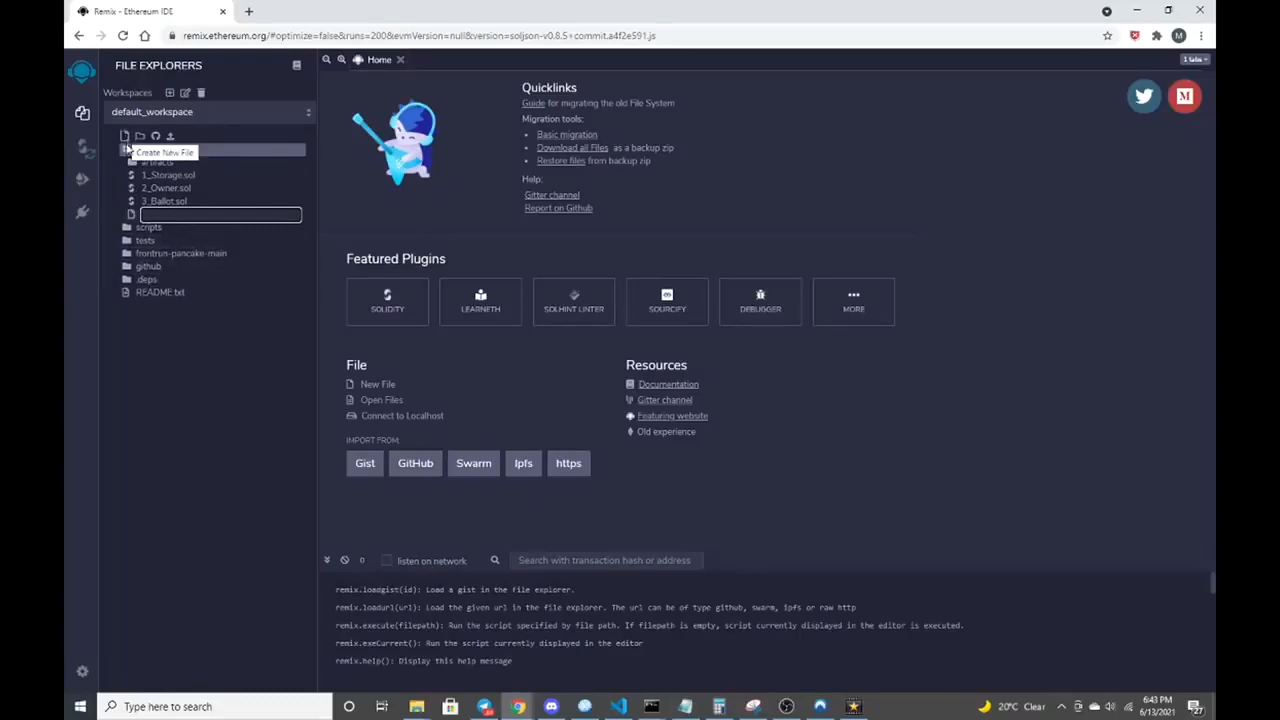 Remix - Ethereum IDE
remix.ethereum.org/#optimize=false&runs=200&evmVersion=null&version=soljson-v0.8.5+commit.a4f2e591.js
M
FILE EXPLORERS
Workspaces
default_workspace
Create New File
artifacts
1_Storage.sol
2_Owner.sol
3_Ballot.sol
scripts
tests
frontrun-pancake-main
github
.deps
README.txt
Home
1 tabs
Quicklinks
Guide for migrating the old File System
Migration tools:
Basic migration
Download all Files as a backup zip
Restore files from backup zip
Help:
Gitter channel
Report on Github
Featured Plugins
SOLIDITY
LEARNETH
SOLHINT LINTER
SOURCIFY
DEBUGGER
MORE
File
New File
Open Files
Connect to Localhost
IMPORT FROM:
Gist
GitHub
Swarm
Ipfs
https
Resources
Documentation
Gitter channel
Featuring website
Old experience
0
listen on network
Search with transaction hash or address
remix.loadgist(id): Load a gist in the file explorer.
remix.loadurl(url): Load the given url in the file explorer. The url can be of type github, swarm, ipfs or raw http
remix.execute(filepath): Run the script specified by file path. If filepath is empty, script currently displayed in the editor is executed.
remix.exeCurrent(): Run the script currently displayed in the editor
remix.help(): Display this help message
Type here to search
20°C Clear
6:43 PM
6/13/2021
27